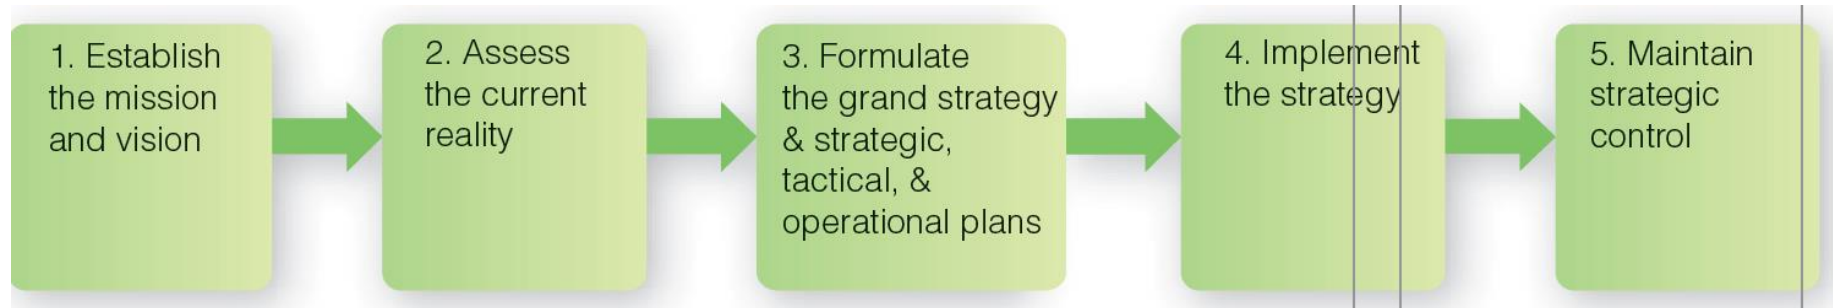 1. Establish
the mission
and vision
2. Assess
the current
reality
3. Formulate
the grand strategy
& strategic,
tactical, &
operational plans
4. Implement
the strategy
5. Maintain
strategic
control